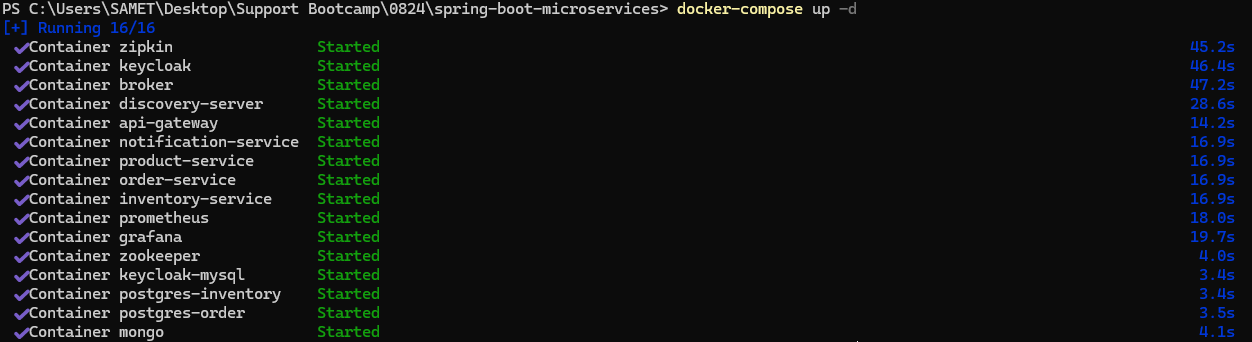 PS C:\Users\SAMET\Desktop\Support Bootcamp\0824\spring-boot-microservices> docker-compose up -d
[+] Running 16/16
✔Container zipkin Started 45.2s
✔Container keycloak Started 46.4s
✔Container broker Started 47.2s
✔Container discovery-server Started 28.6s
✔Container api-gateway Started 14.2s
✔Container notification-service Started 16.9s
✔Container product-service Started 16.9s
✔Container order-service Started 16.9s
✔Container inventory-service Started 16.9s
✔Container prometheus Started 18.0s
✔Container grafana Started 19.7s
✔Container zookeeper Started 4.0s
✔Container keycloak-mysql Started 3.4s
✔Container postgres-inventory Started 3.4s
✔Container postgres-order Started 3.5s
✔Container mongo Started 4.1s